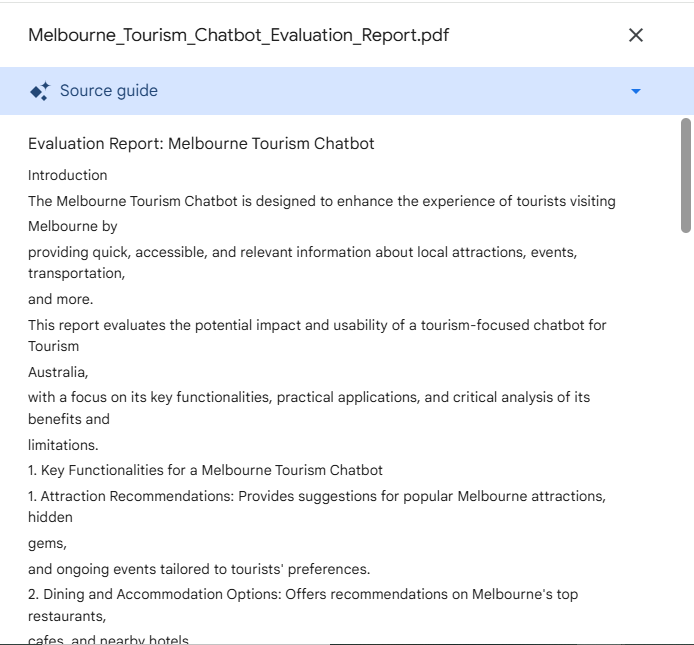 Melbourne_Tourism_Chatbot_Evaluation_Report.pdf
Source guide
Evaluation Report: Melbourne Tourism Chatbot
Introduction
The Melbourne Tourism Chatbot is designed to enhance the experience of tourists visiting
Melbourne by
providing quick, accessible, and relevant information about local attractions, events,
transportation,
and more.
This report evaluates the potential impact and usability of a tourism-focused chatbot for
Tourism
Australia,
with a focus on its key functionalities, practical applications, and critical analysis of its
benefits and
limitations.
1. Key Functionalities for a Melbourne Tourism Chatbot
1. Attraction Recommendations: Provides suggestions for popular Melbourne attractions,
hidden
gems,
and ongoing events tailored to tourists' preferences.
2. Dining and Accommodation Options: Offers recommendations on Melbourne's top
restaurants,
cafes, and nearby hotels